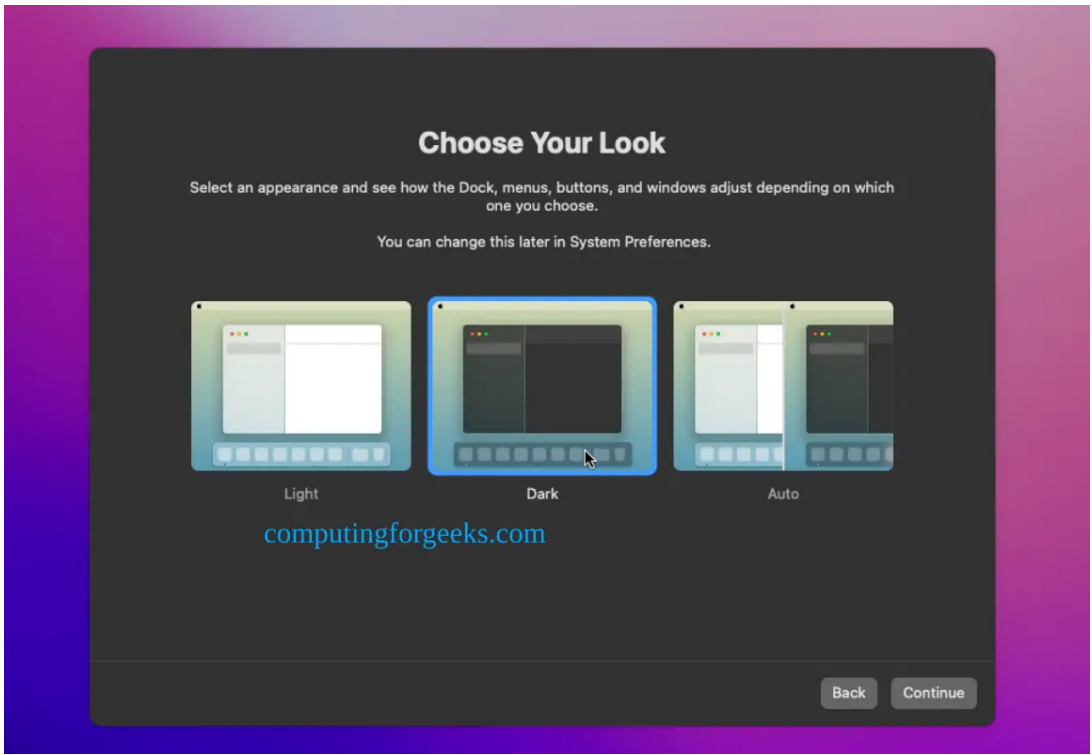 Choose Your Look
Select an appearance and see how the Dock, menus, buttons, and windows adjust depending on which
one you choose.
You can change this later in System Preferences.
Light
Dark
Auto
computingforgeeks.com
Back
Continue